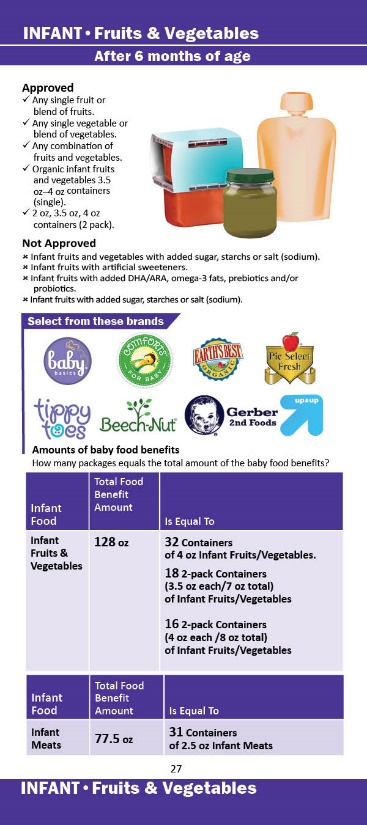 INFANT • Fruits & Vegetables
After 6 months of age
Approved
✓ Any single fruit or
blend of fruits.
✓ Any single vegetable or
blend of vegetables.
✓ Any combination of
fruits and vegetables.
✓ Organic infant fruits
and vegetables 3.5
oz–4 oz containers
(single).
✓ 2 oz, 3.5 oz, 4 oz
containers (2 pack).
Not Approved
× Infant fruits and vegetables with added sugar, starchs or salt (sodium).
× Infant fruits with artificial sweeteners.
× Infant fruits with added DHA/ARA, omega-3 fats, prebiotics and/or
probiotics.
× Infant fruits with added sugar, starches or salt (sodium).
Select from these brands
baby basics
COMFORTS FOR BABY
EARTH'S BEST ORGANIC
Pic Select Fresh
tippy toes
Beech-Nut
Gerber
2nd Foods
up&up
Amounts of baby food benefits
How many packages equals the total amount of the baby food benefits?
Infant Food
Total Food Benefit Amount
Is Equal To
Infant Fruits & Vegetables
128 oz
32 Containers
of 4 oz Infant Fruits/Vegetables.
18 2-pack Containers
(3.5 oz each/7 oz total)
of Infant Fruits/Vegetables
16 2-pack Containers
(4 oz each /8 oz total)
of Infant Fruits/Vegetables
Infant Food
Total Food Benefit Amount
Is Equal To
Infant Meats
77.5 oz
31 Containers
of 2.5 oz Infant Meats
27
INFANT • Fruits & Vegetables